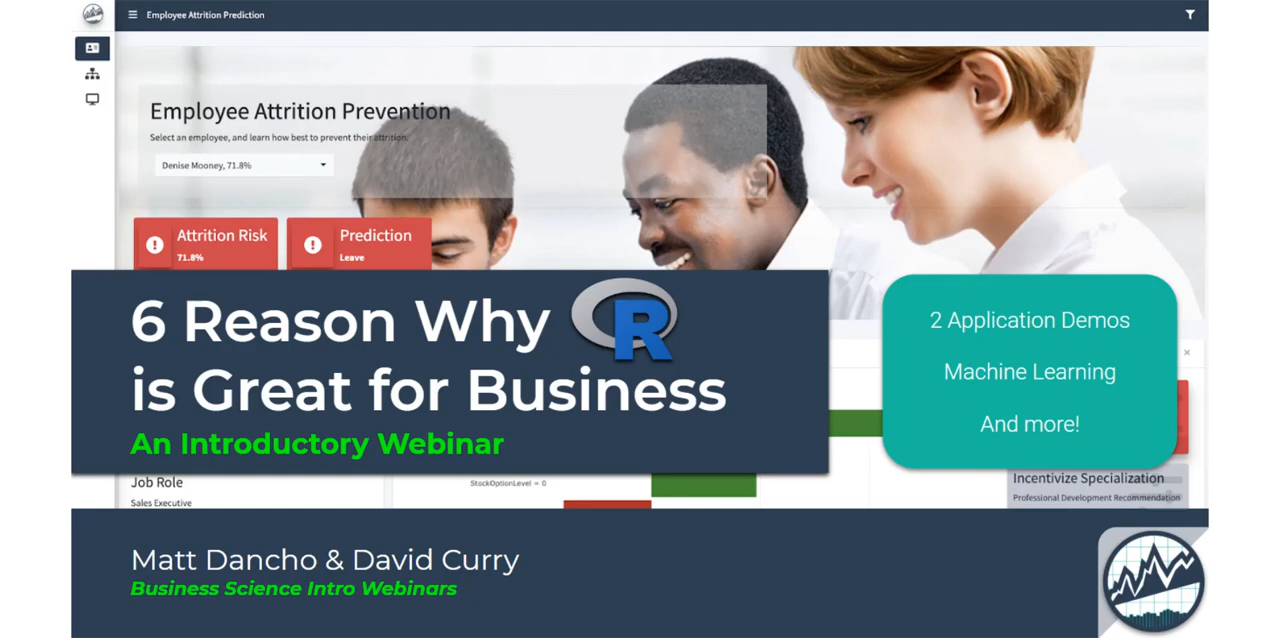 Employee Attrition Prediction
Employee Attrition Prevention
Select an employee, and learn how best to prevent their attrition.
Denise Mooney, 71.8%
Attrition Risk
71.8%
Prediction
Leave
6 Reason Why R
is Great for Business
An Introductory Webinar
2 Application Demos
Machine Learning
And more!
Job Role
Sales Executive
StockOptionLevel = 0
Incentivize Specialization
Professional Development Recommendation
Matt Dancho & David Curry
Business Science Intro Webinars